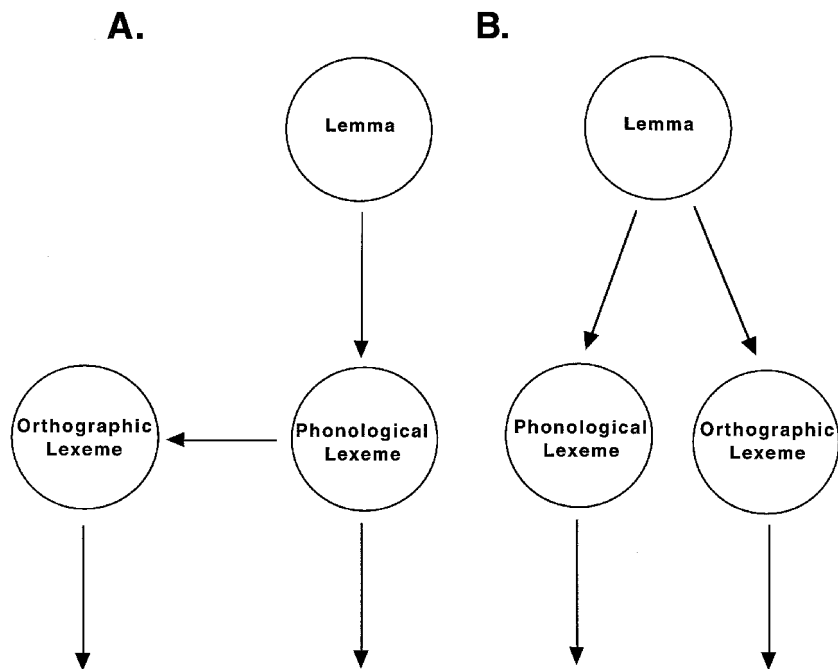 A.
Lemma
Orthographic
Lexeme
Phonological
Lexeme
B.
Lemma
Phonological
Lexeme
Orthographic
Lexeme